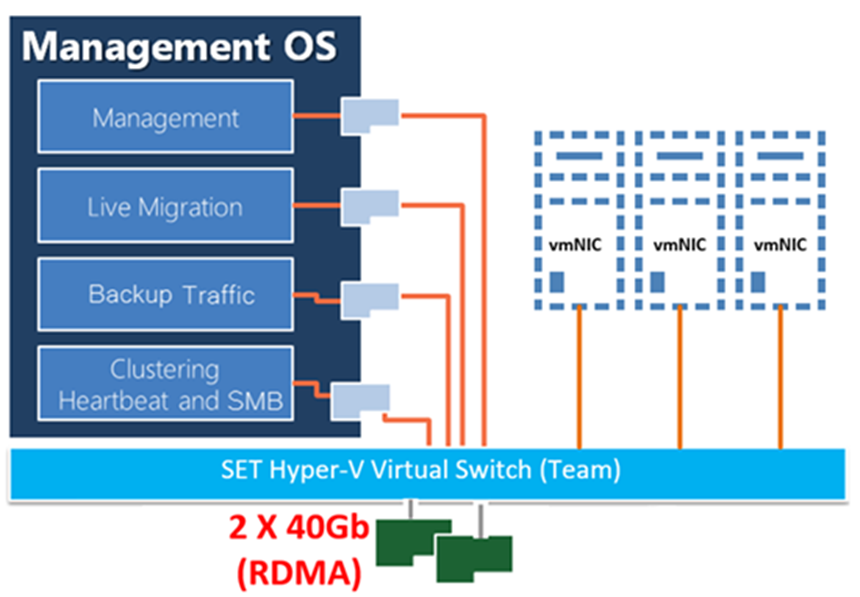 Management OS
Management
Live Migration
Backup Traffic
Clustering
Heartbeat and SMB
vmNIC
vmNIC
vmNIC
SET Hyper-V Virtual Switch (Team)
2 X 40Gb
(RDMA)